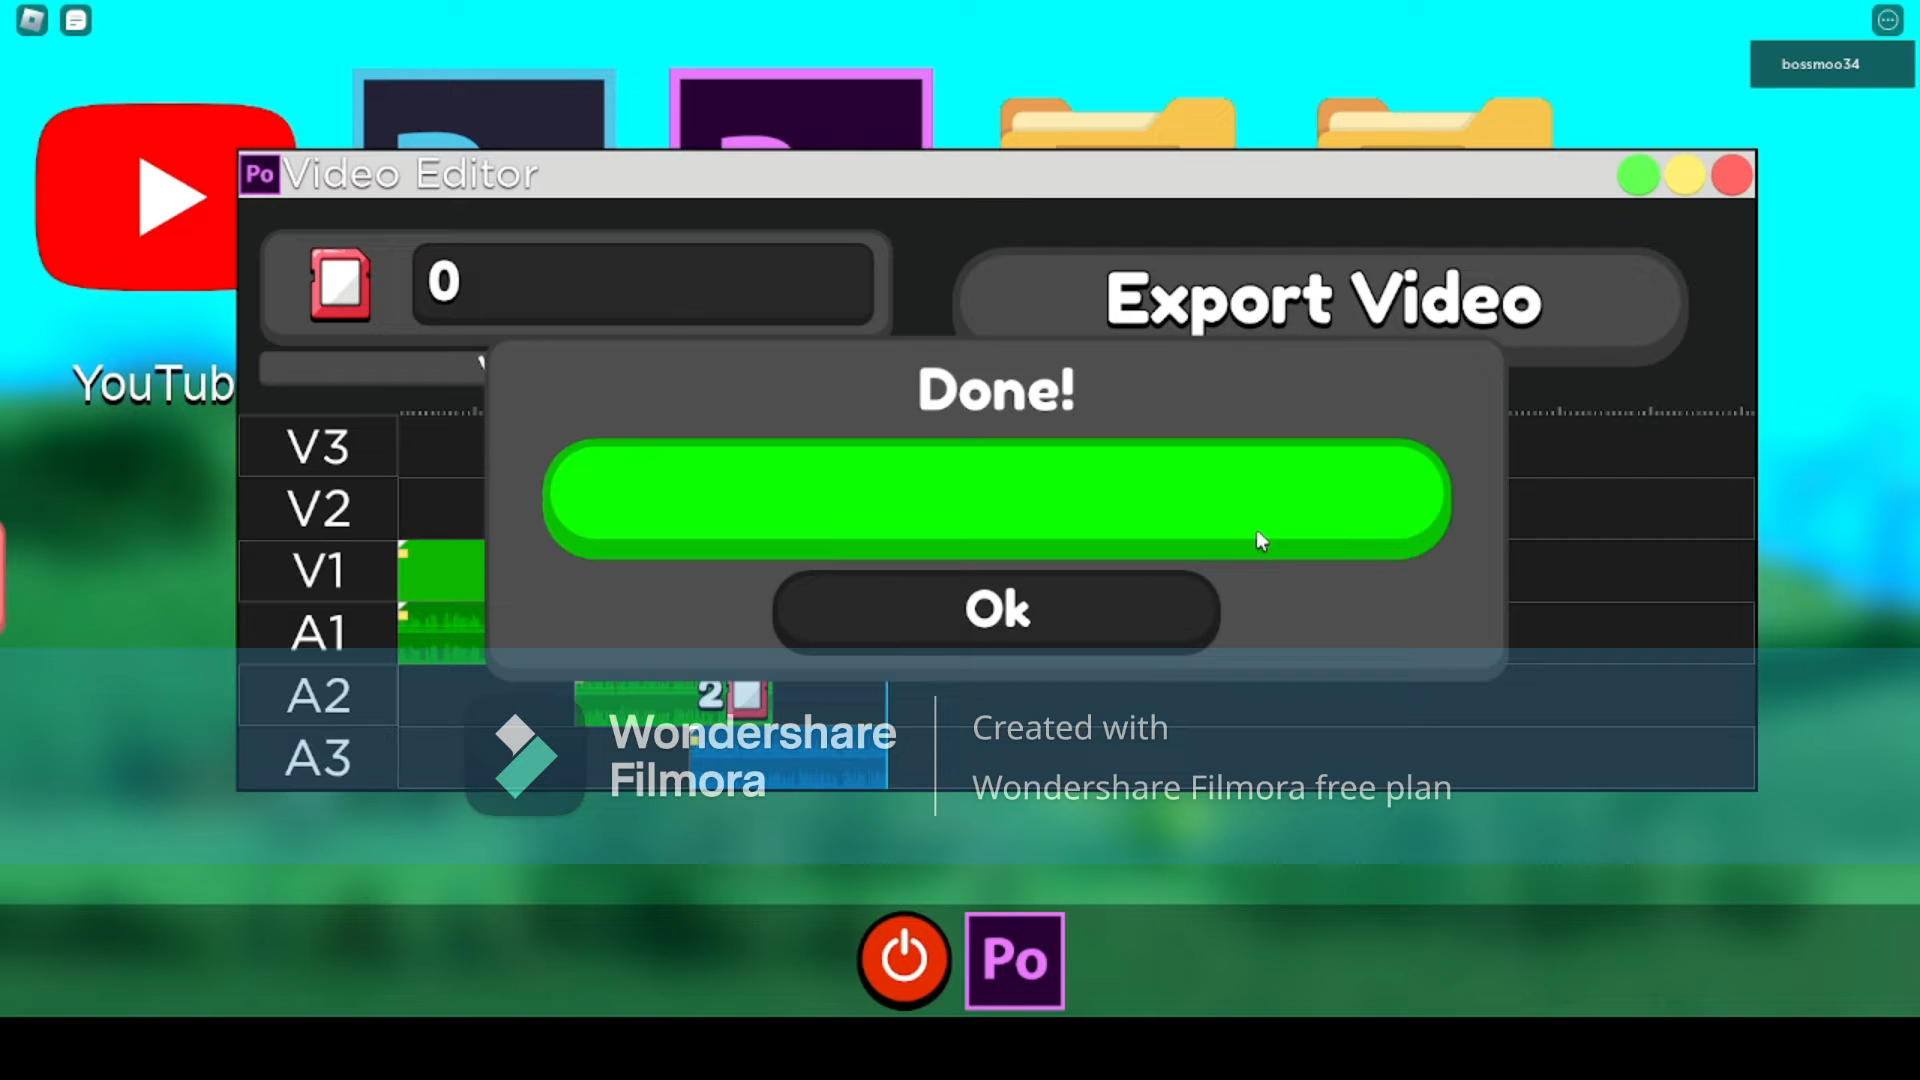 bossmoo34
Po Video Editor
0
Export Video
YouTub
Done!
V3
V2
V1
Ok
A1
A2
2
A3
Wondershare
Filmora
Created with
Wondershare Filmora free plan
Po